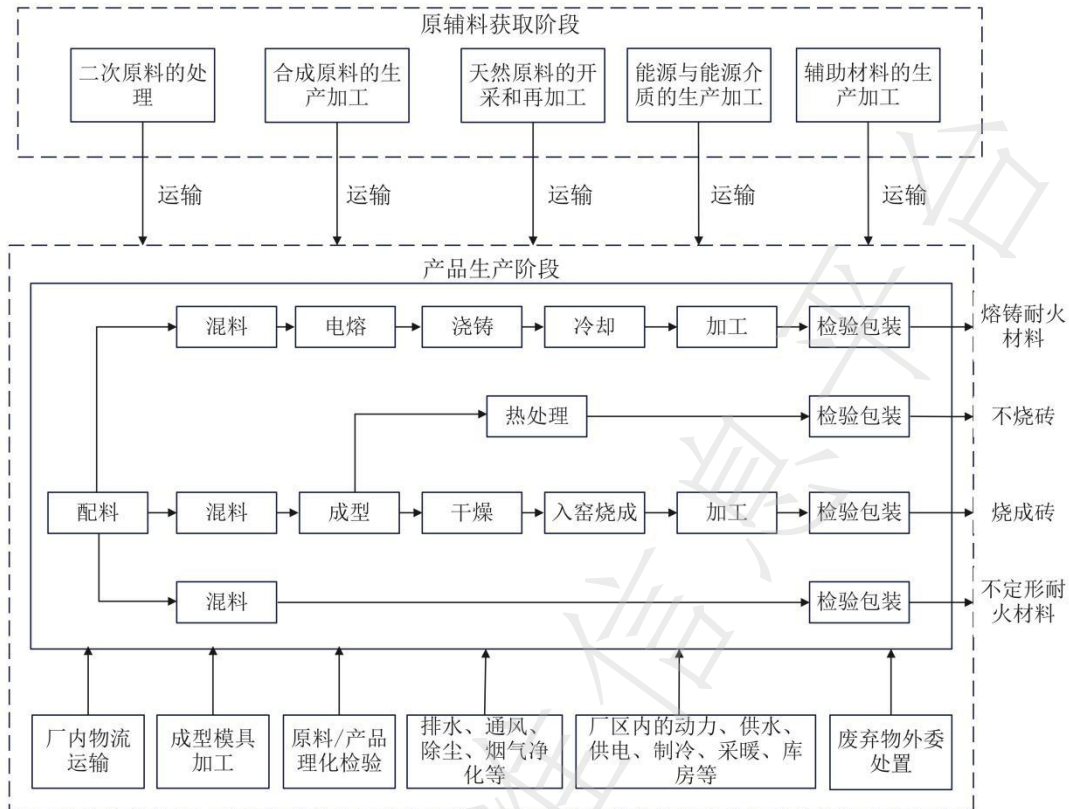 原辅料获取阶段
二次原料的处
理
合成原料的生
产加工
天然原料的开
采和再加工
能源与能源介
质的生产加工
辅助材料的生
产加工
运输
运输
运输
运输
运输
产品生产阶段
混料
电熔
浇铸
冷却
加工
检验包装
熔铸耐火
材料
热处理
检验包装
不烧砖
配料
混料
成型
干燥
入窑烧成
加工
检验包装
烧成砖
混料
检验包装
不定形耐
火材料
厂内物流
运输
成型模具
加工
原料/产品
理化检验
排水、通风、
除尘、烟气净
化等
厂区内的动力、供水、
供电、制冷、采暖、库
房等
废弃物外委
处置
信息平台